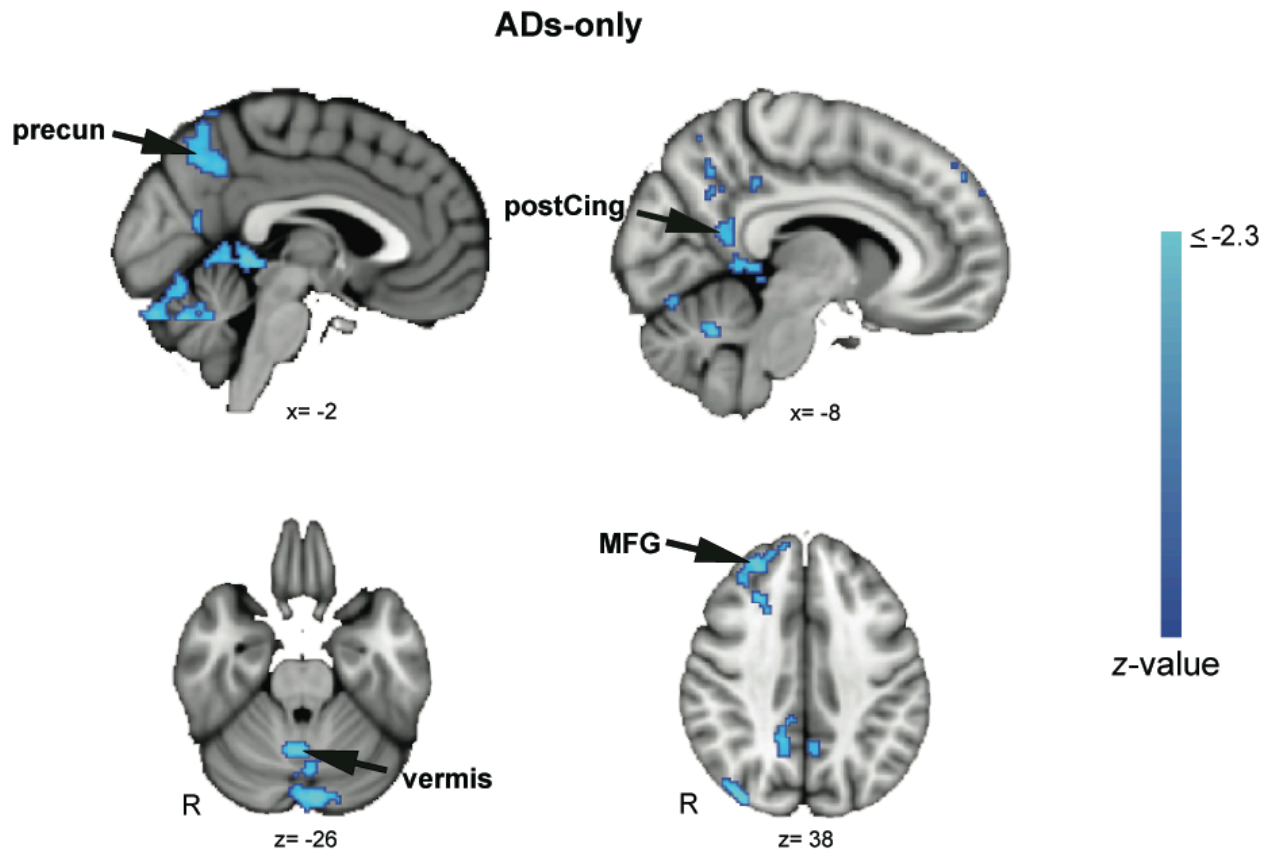 ADs-only
precun
postCing
≤ -2.3
x= -2
x= -8
z-value
MFG
vermis
R
R
z= -26
z= 38